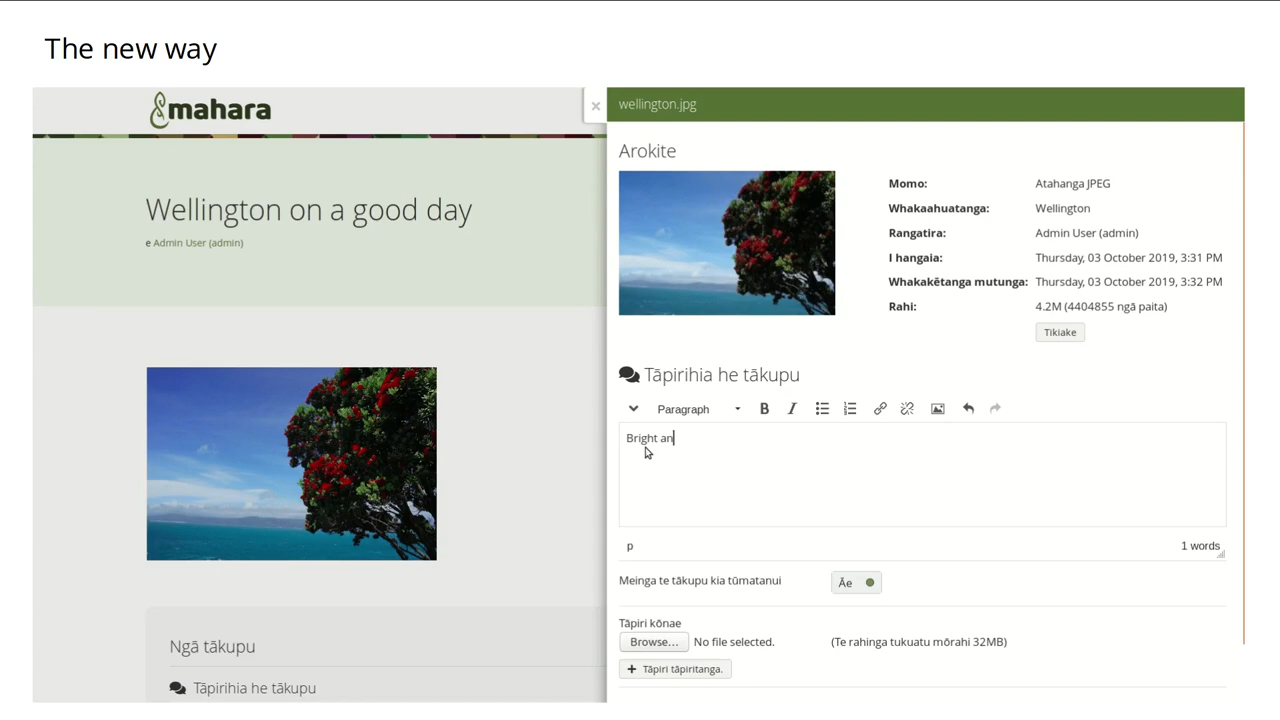 The new way
mahara
Wellington on a good day
e Admin User (admin)
Ngā tākupu
Tāpirihia he tākupu
×
wellington.jpg
Arokite
Momo: Atahanga JPEG
Whakaahuatanga: Wellington
Rangatira: Admin User (admin)
I hangaia: Thursday, 03 October 2019, 3:31 PM
Whakakētanga mutunga: Thursday, 03 October 2019, 3:32 PM
Rahi: 4.2M (4404855 ngā paita)
Tikiake
Tāpirihia he tākupu
Paragraph B I
Bright an
p 1 words
Meinga te tākupu kia tūmatanui Āe
Tāpiri kōnae
Browse... No file selected. (Te rahinga tukuatu mōrahi 32MB)
+ Tāpiri tāpiritanga.